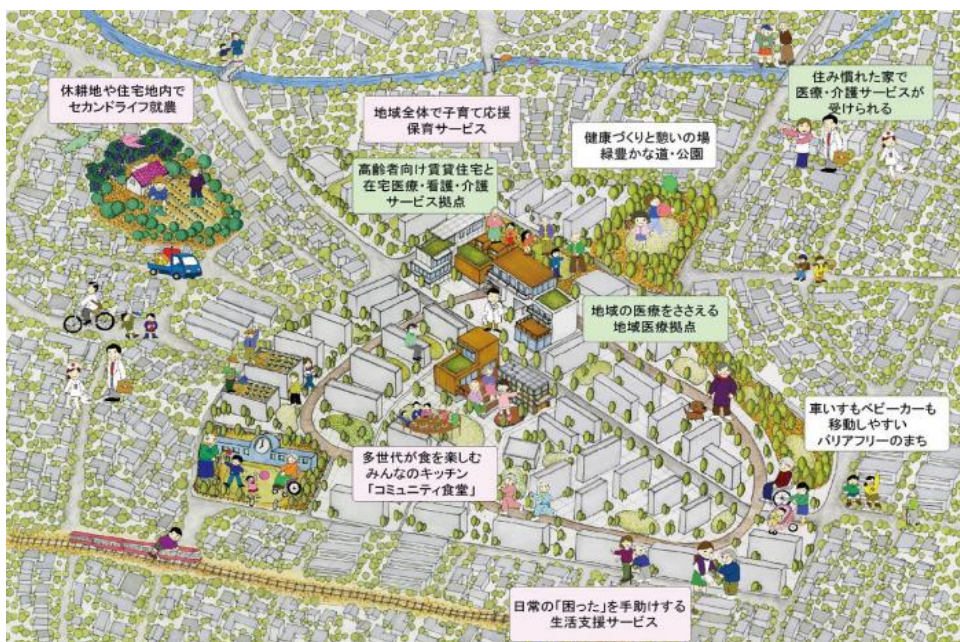 休耕地や住宅地内で
セカンドライフ就農
地域全体で子育て応援
保育サービス
住み慣れた家で
医療・介護サービスが
受けられる
健康づくりと憩いの場
緑豊かな道・公園
高齢者向け賃貸住宅と
在宅医療・看護・介護
サービス拠点
地域の医療をささえる
地域医療拠点
車いすもベビーカーも
移動しやすい
バリアフリーのまち
多世代が食を楽しむ
みんなのキッチン
「コミュニティ食堂」
日常の「困った」を手助けする
生活支援サービス